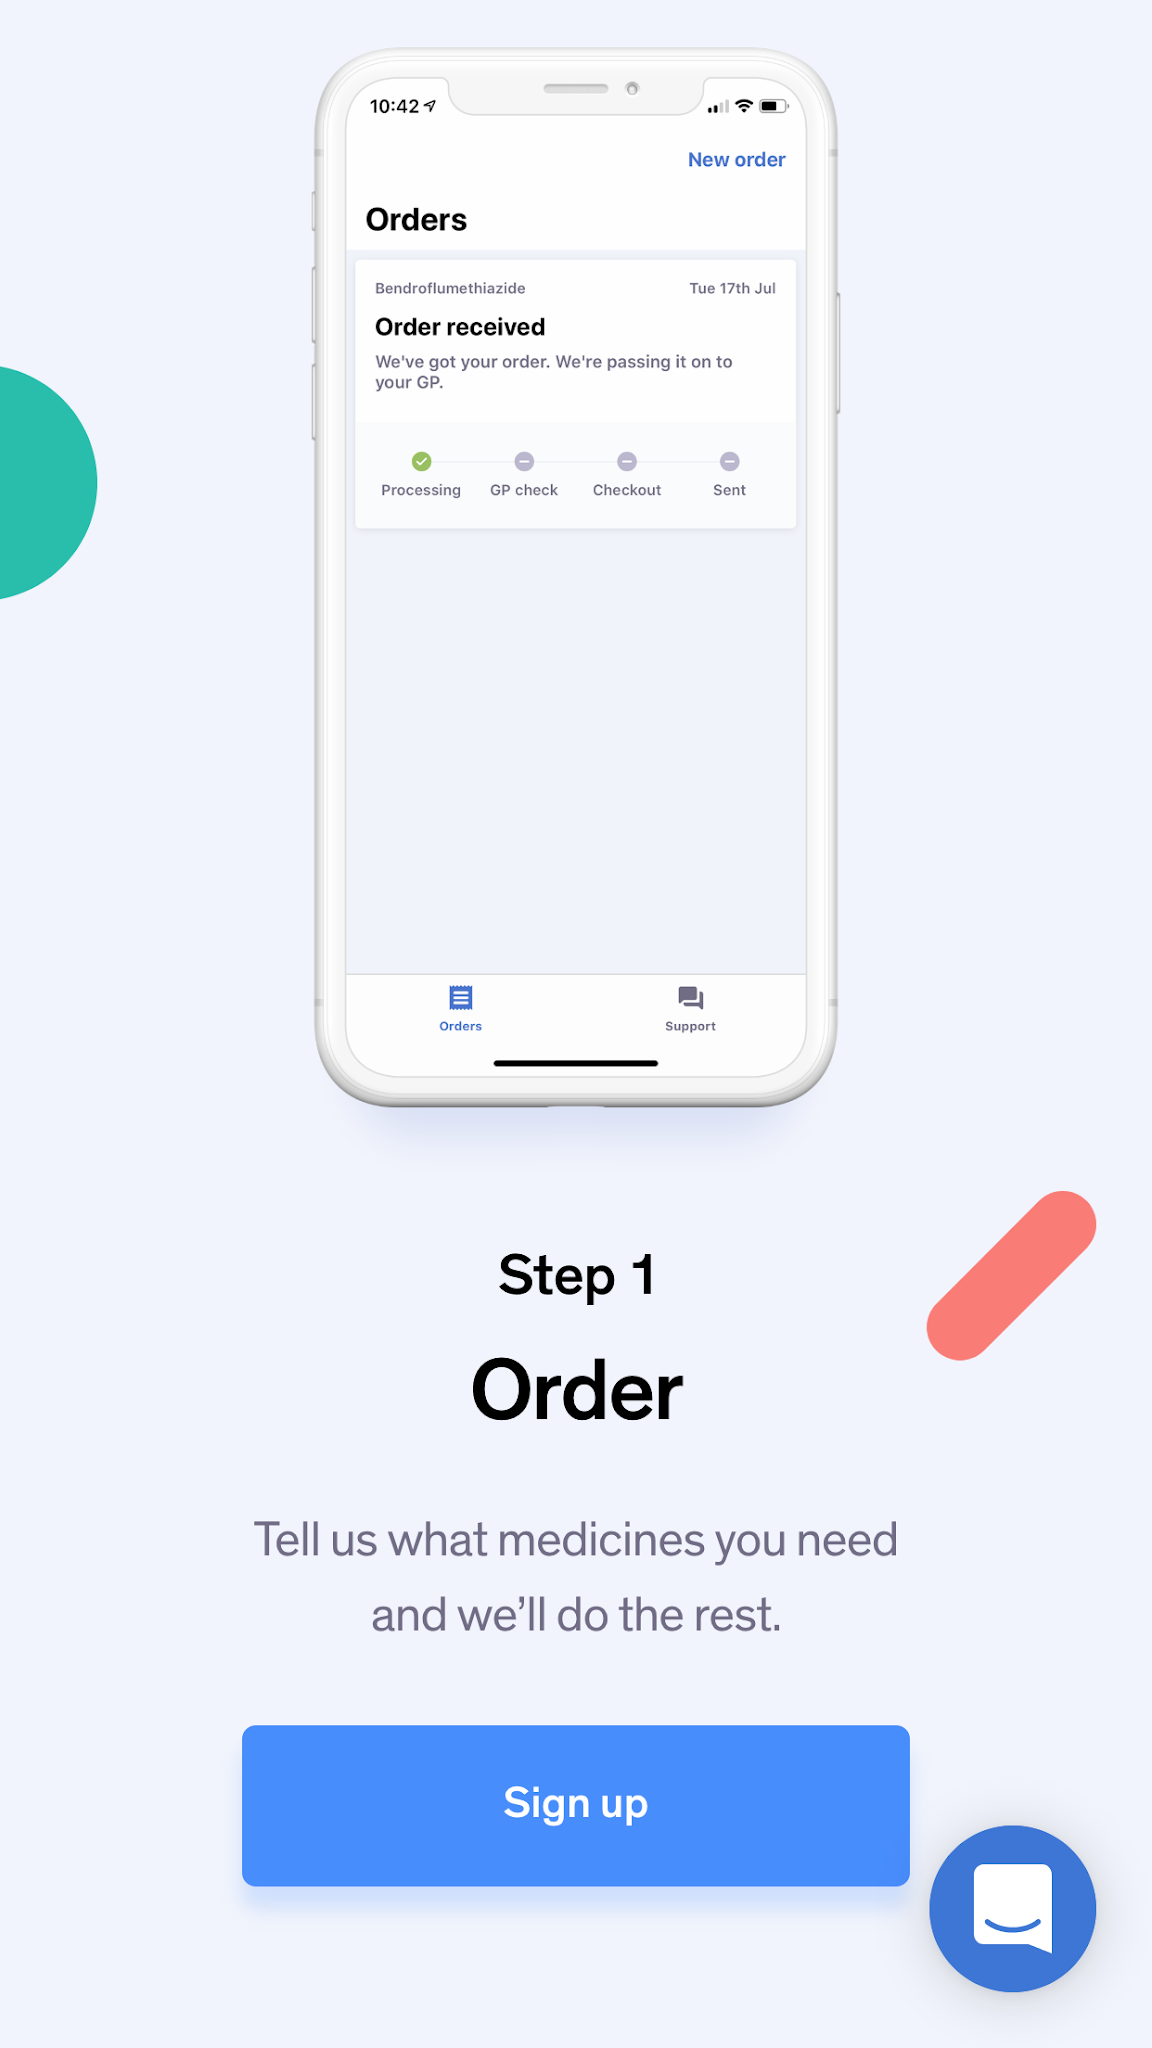 10:42
New order
Orders
Bendroflumethiazide Tue 17th Jul
Order received
We've got your order. We're passing it on to
your GP.
Processing GP check Checkout Sent
Orders Support
Step 1
Order
Tell us what medicines you need
and we’ll do the rest.
Sign up